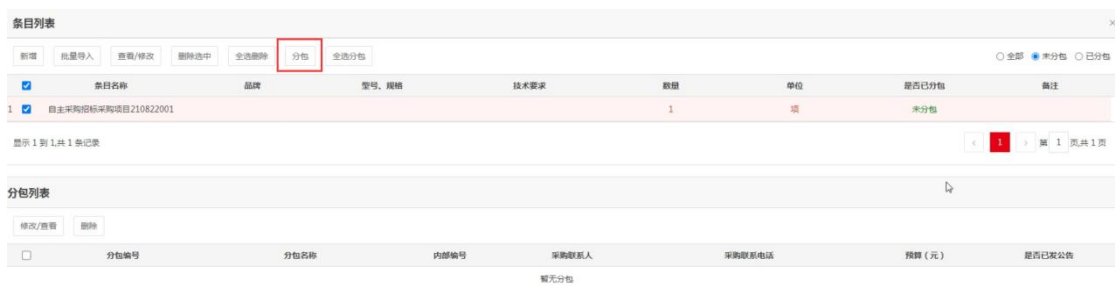 条目列表 ×
新增 批量导入 查看/修改 删除选中 全选删除 分包 全选分包 全部 未分包 已分包
条目名称 品牌 型号、规格 技术要求 数量 单位 是否已分包 备注
1 自主采购招标采购项目210822001 1 项 未分包
显示 1 到 1,共 1 条记录 < 1 > 第 1 页,共 1 页
分包列表
修改/查看 删除
分包编号 分包名称 内部编号 采购联系人 采购联系电话 预算(元) 是否已发公告
暂无分包